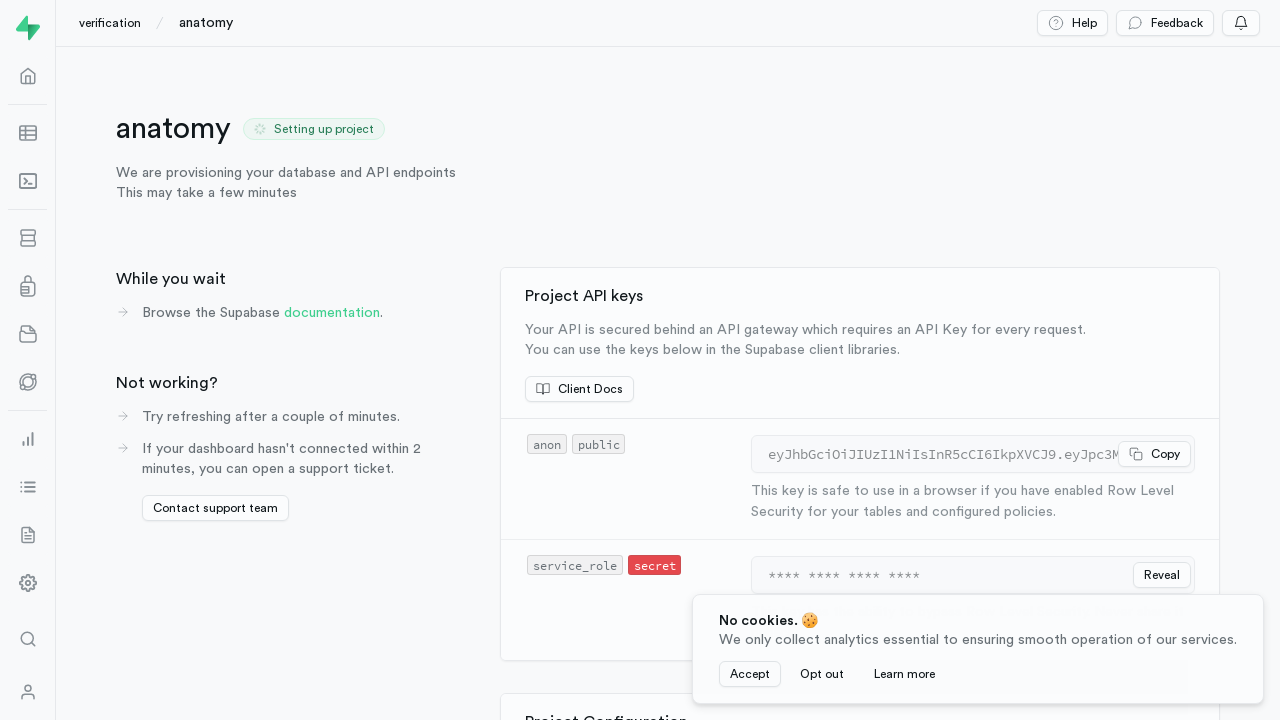 verification / anatomy
Help
Feedback
anatomy
Setting up project
We are provisioning your database and API endpoints
This may take a few minutes
While you wait
Browse the Supabase documentation.
Not working?
Try refreshing after a couple of minutes.
If your dashboard hasn't connected within 2
minutes, you can open a support ticket.
Contact support team
Project API keys
Your API is secured behind an API gateway which requires an API Key for every request.
You can use the keys below in the Supabase client libraries.
Client Docs
anon public
eyJhbGciOiJIUzI1NiIsInR5cCI6IkpXVCJ9.eyJpc3M
Copy
This key is safe to use in a browser if you have enabled Row Level
Security for your tables and configured policies.
service_role secret
**** **** **** ****
Reveal
No cookies. 🍪
We only collect analytics essential to ensuring smooth operation of our services.
Accept
Opt out
Learn more
Project Configuration